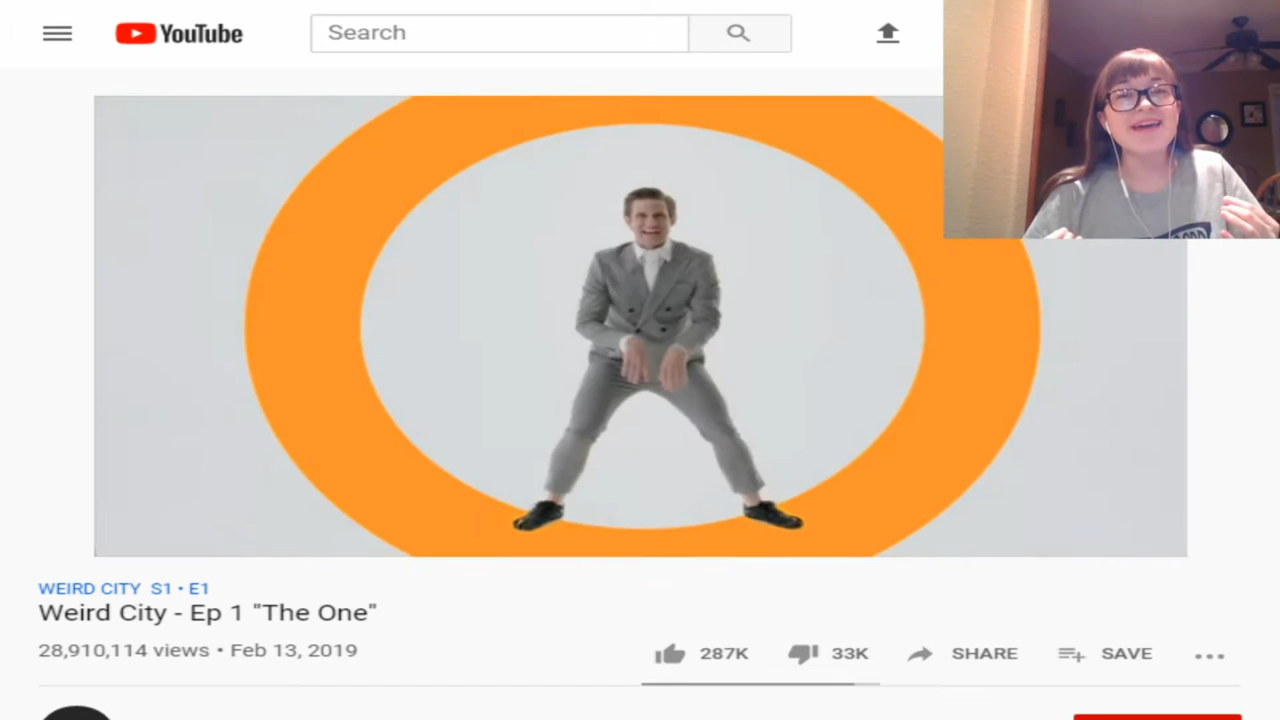 YouTube
Search
WEIRD CITY S1 • E1
Weird City - Ep 1 "The One"
28,910,114 views • Feb 13, 2019
287K
33K
SHARE
SAVE